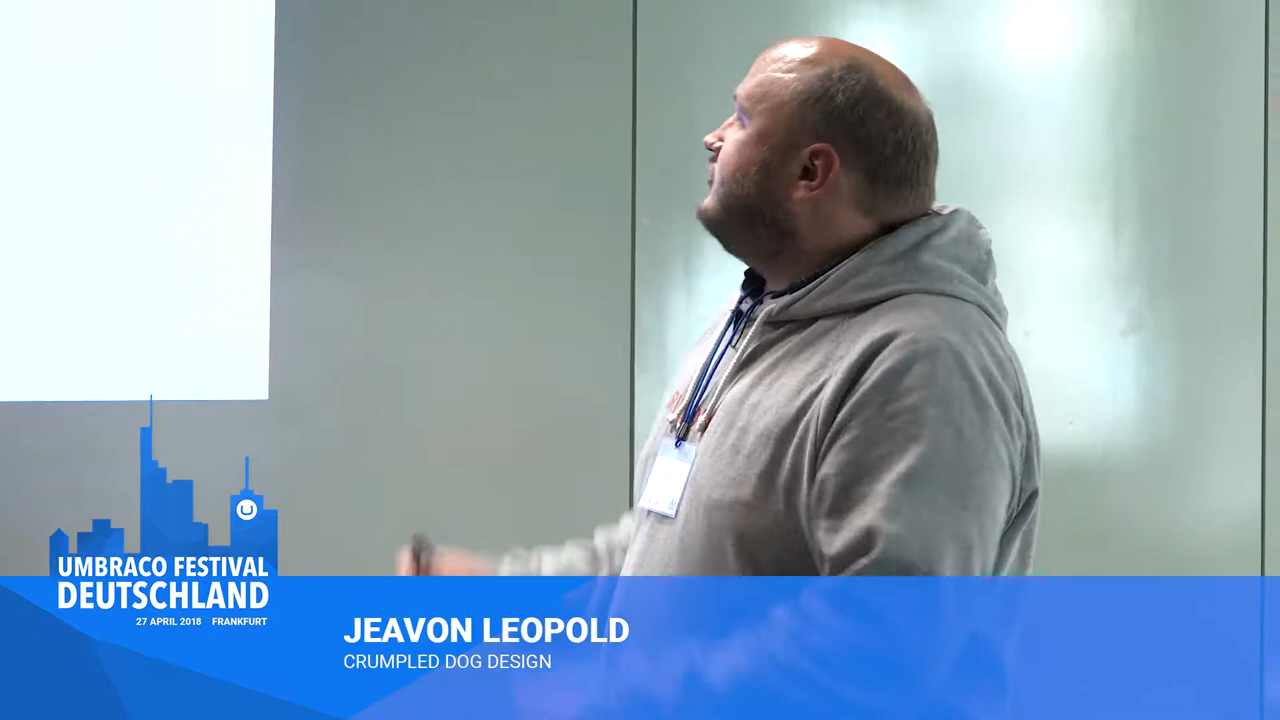 UMBRACO FESTIVAL
DEUTSCHLAND
27 APRIL 2018 FRANKFURT
JEAVON LEOPOLD
CRUMPLED DOG DESIGN